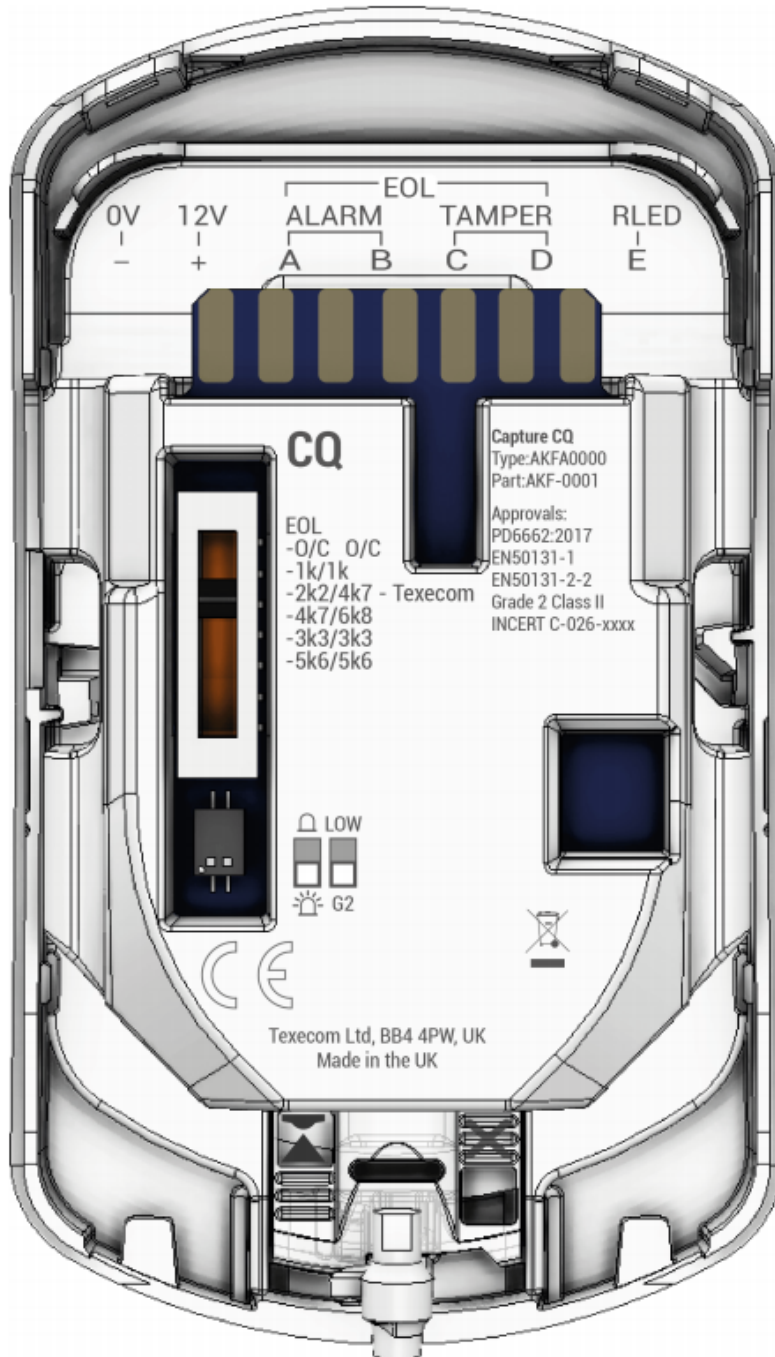 EOL
0V 12V ALARM TAMPER RLED
- + A B C D E
CQ
EOL
-O/C O/C
-1k/1k
-2k2/4k7 - Texecom
-4k7/6k8
-3k3/3k3
-5k6/5k6
Capture CQ
Type:AKFA0000
Part:AKF-0001
Approvals:
PD6662:2017
EN50131-1
EN50131-2-2
Grade 2 Class II
INCERT C-026-xxxx
LOW
G2
CE
Texecom Ltd, BB4 4PW, UK
Made in the UK